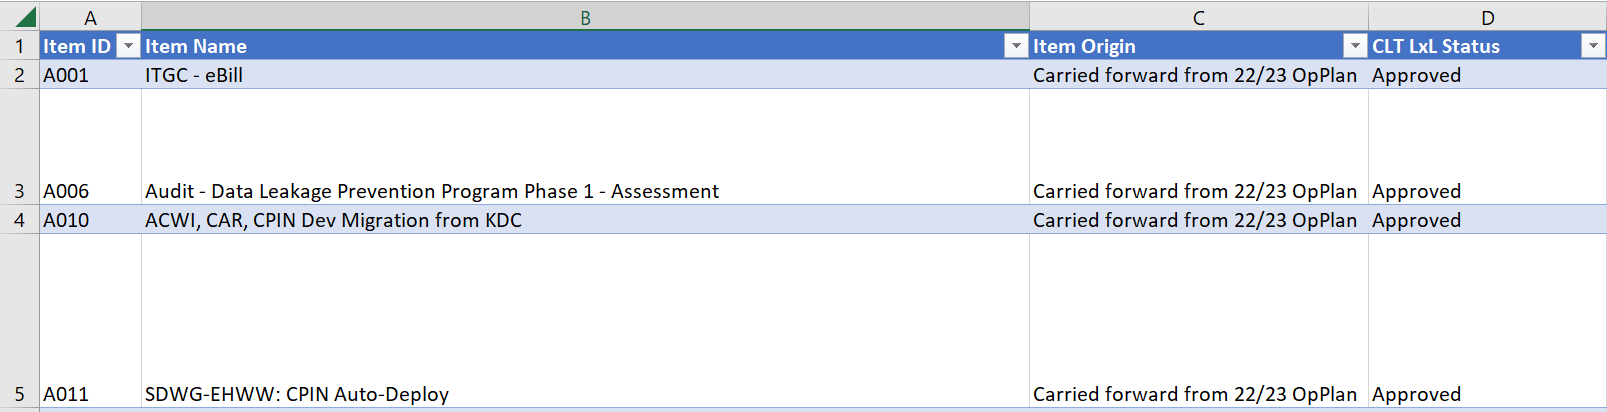 A B C D
1 Item ID Item Name Item Origin CLT LxL Status
2 A001 ITGC - eBill Carried forward from 22/23 OpPlan Approved
3 A006 Audit - Data Leakage Prevention Program Phase 1 - Assessment Carried forward from 22/23 OpPlan Approved
4 A010 ACWI, CAR, CPIN Dev Migration from KDC Carried forward from 22/23 OpPlan Approved
5 A011 SDWG-EHWW: CPIN Auto-Deploy Carried forward from 22/23 OpPlan Approved